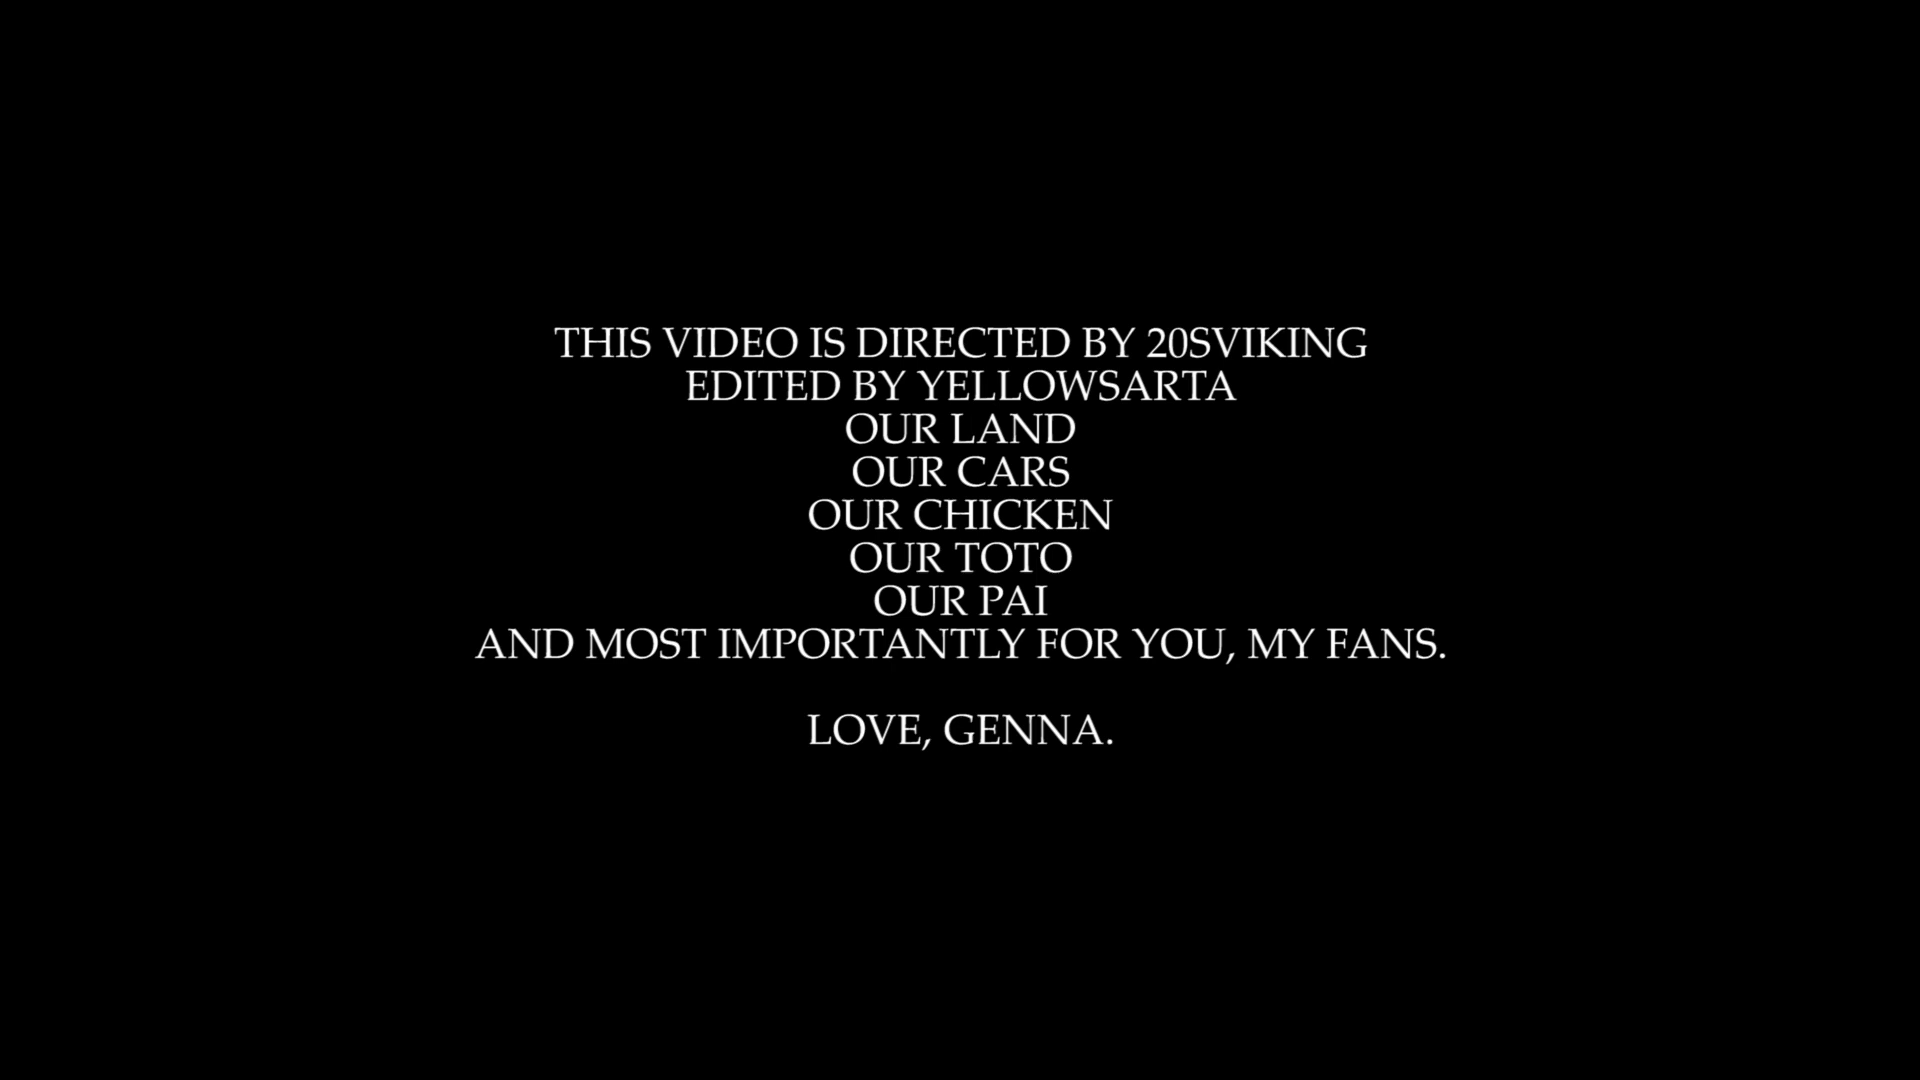 THIS VIDEO IS DIRECTED BY 20SVIKING
EDITED BY YELLOWSARTA
OUR LAND
OUR CARS
OUR CHICKEN
OUR TOTO
OUR PAI
AND MOST IMPORTANTLY FOR YOU, MY FANS.
LOVE, GENNA.